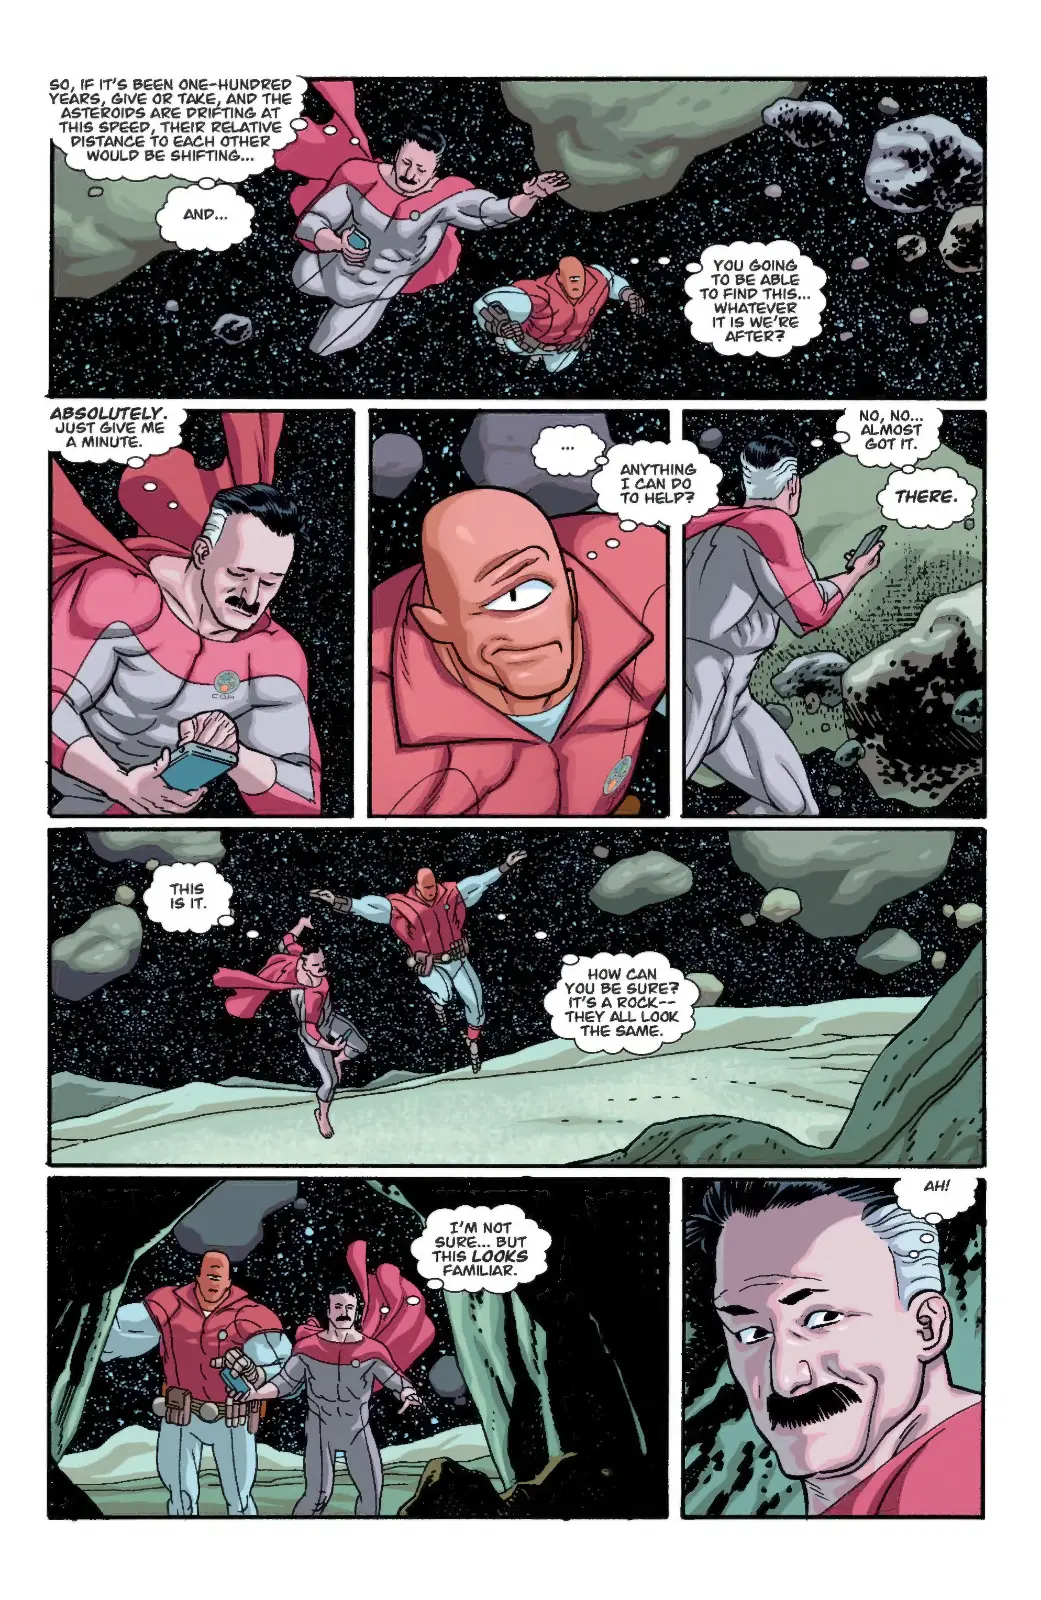 SO, IF IT'S BEEN ONE-HUNDRED
YEARS, GIVE OR TAKE, AND THE
ASTEROIDS ARE DRIFTING AT
THIS SPEED, THEIR RELATIVE
DISTANCE TO EACH OTHER
WOULD BE SHIFTING...
AND...
YOU GOING
TO BE ABLE
TO FIND THIS...
WHATEVER
IT IS WE'RE
AFTER?
ABSOLUTELY.
JUST GIVE ME
A MINUTE.
...
ANYTHING
I CAN DO
TO HELP?
NO, NO...
ALMOST
GOT IT.
THERE.
THIS
IS IT.
HOW CAN
YOU BE SURE?
IT'S A ROCK--
THEY ALL LOOK
THE SAME.
I'M NOT
SURE... BUT
THIS LOOKS
FAMILIAR.
AH!